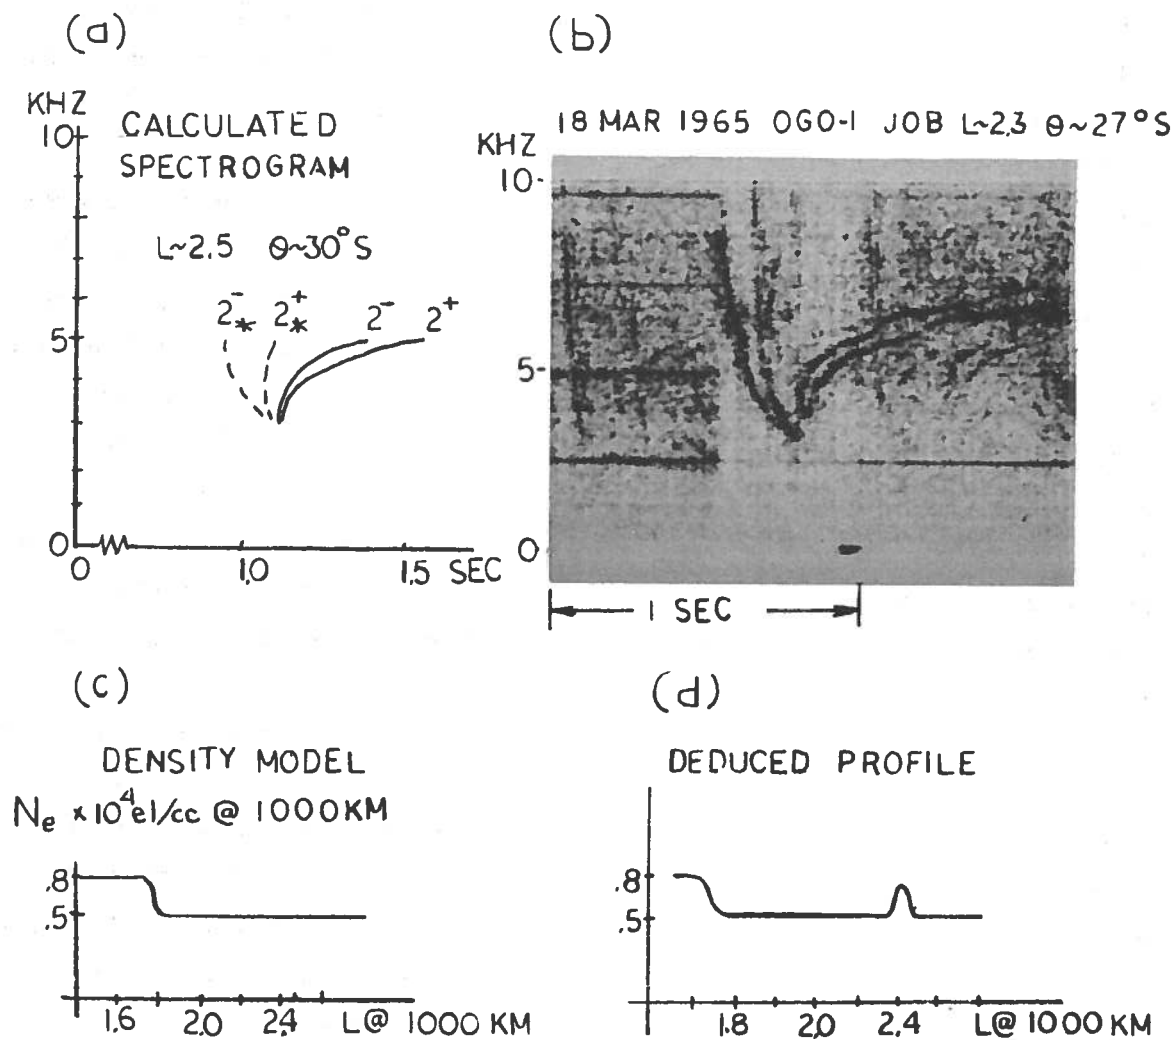 (a)
KHZ
10
CALCULATED
SPECTROGRAM
L~2.5 θ~30°S
2⁻* 2⁺* 2⁻ 2⁺
5
0
0 1.0 1.5 SEC
(b)
18 MAR 1965 OGO-1 JOB L~2.3 θ~27°S
KHZ
10-
5-
0-
1 SEC
(c)
DENSITY MODEL
Ne × 10⁴el/cc @ 1000KM
.8
.5
1.6 2.0 2.4 L@ 1000 KM
(d)
DEDUCED PROFILE
.8
.5
1.8 2.0 2.4 L@1000 KM